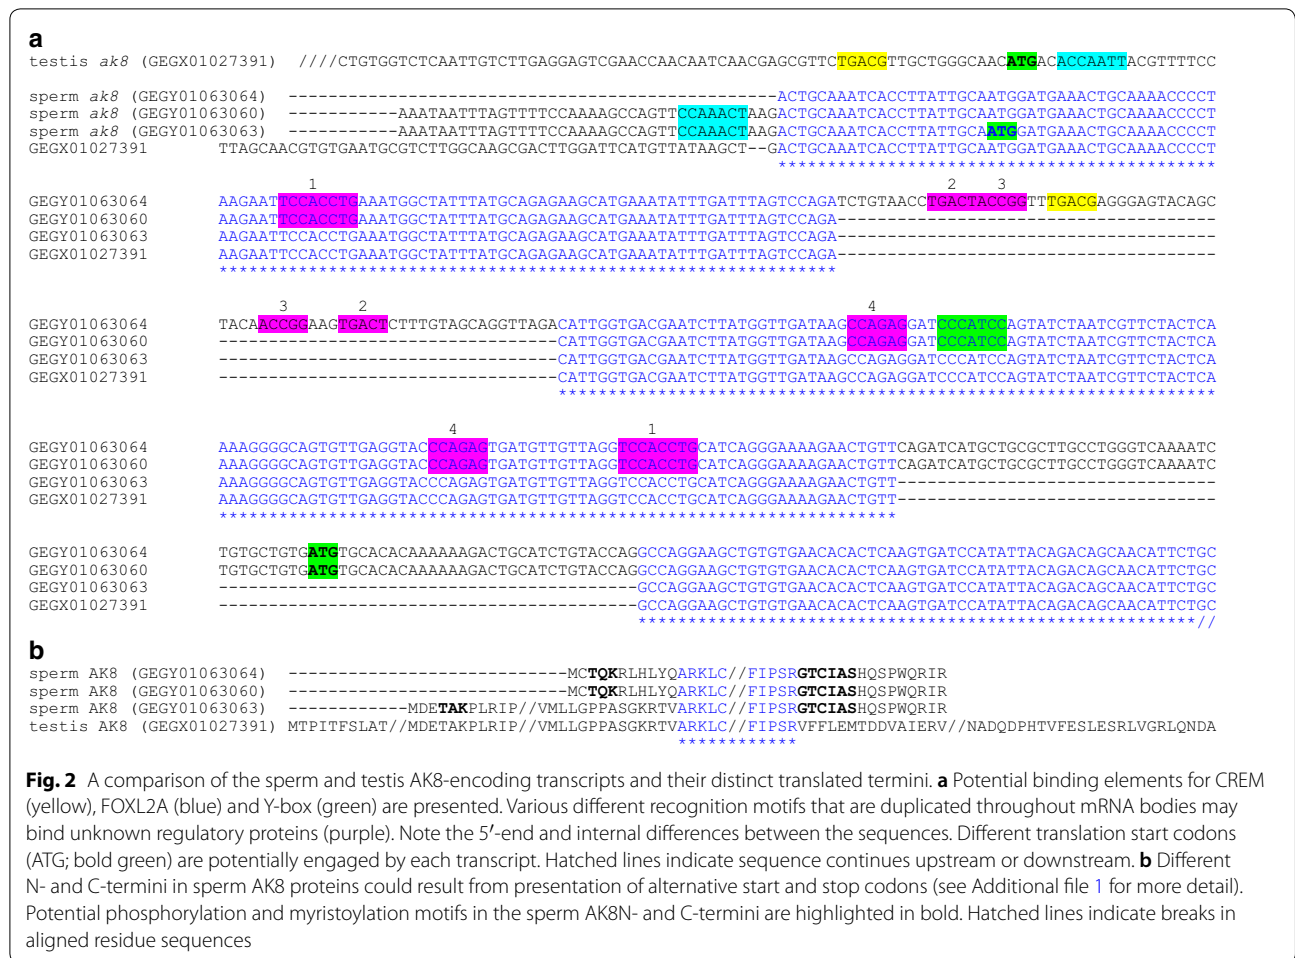 a
testis ak8 (GEGX01027391) ////CTGTGGTCTCAATTGTCTTGAGGAGTCGAACCAACAATCAACGAGCGTTCTGACGTTGCTGGGCAACATGACACCAATTACGTTTTCC
sperm ak8 (GEGY01063064) -------------------------------------------------ACTGCAAATCACCTTATTGCAATGGATGAAACTGCAAAACCCCT
sperm ak8 (GEGY01063060) -----------AAATAATTTAGTTTTCCAAAAGCCAGTTCCAAACTAAGACTGCAAATCACCTTATTGCAATGGATGAAACTGCAAAACCCCT
sperm ak8 (GEGY01063063) -----------AAATAATTTAGTTTTCCAAAAGCCAGTTCCAAACTAAGACTGCAAATCACCTTATTGCAATGGATGAAACTGCAAAACCCCT
GEGX01027391 TTAGCAACGTGTGAATGCGTCTTGGCAAGCGACTTGGATTCATGTTATAAGCT--GACTGCAAATCACCTTATTGCAATGGATGAAACTGCAAAACCCCT
********************************************
1 2 3
GEGY01063064 AAGAATTCCACCTGAAATGGCTATTTATGCAGAGAAGCATGAAATATTTGATTTAGTCCAGATCTGTAACCTGACTACCGGTTTGACGAGGGAGTACAGC
GEGY01063060 AAGAATTCCACCTGAAATGGCTATTTATGCAGAGAAGCATGAAATATTTGATTTAGTCCAGA--------------------------------------
GEGY01063063 AAGAATTCCACCTGAAATGGCTATTTATGCAGAGAAGCATGAAATATTTGATTTAGTCCAGA--------------------------------------
GEGX01027391 AAGAATTCCACCTGAAATGGCTATTTATGCAGAGAAGCATGAAATATTTGATTTAGTCCAGA--------------------------------------
**************************************************************
3 2 4
GEGY01063064 TACAACCGGAAGTGACTCTTTGTAGCAGGTTAGACATTGGTGACGAATCTTATGGTTGATAAGCCAGAGGATCCCATCCAGTATCTAATCGTTCTACTCA
GEGY01063060 ----------------------------------CATTGGTGACGAATCTTATGGTTGATAAGCCAGAGGATCCCATCCAGTATCTAATCGTTCTACTCA
GEGY01063063 ----------------------------------CATTGGTGACGAATCTTATGGTTGATAAGCCAGAGGATCCCATCCAGTATCTAATCGTTCTACTCA
GEGX01027391 ----------------------------------CATTGGTGACGAATCTTATGGTTGATAAGCCAGAGGATCCCATCCAGTATCTAATCGTTCTACTCA
******************************************************************
4 1
GEGY01063064 AAAGGGGCAGTGTTGAGGTACCCAGAGTGATGTTGTTAGGTCCACCTGCATCAGGGAAAAGAACTGTTCAGATCATGCTGCGCTTGCCTGGGTCAAAATC
GEGY01063060 AAAGGGGCAGTGTTGAGGTACCCAGAGTGATGTTGTTAGGTCCACCTGCATCAGGGAAAAGAACTGTTCAGATCATGCTGCGCTTGCCTGGGTCAAAATC
GEGY01063063 AAAGGGGCAGTGTTGAGGTACCCAGAGTGATGTTGTTAGGTCCACCTGCATCAGGGAAAAGAACTGTT--------------------------------
GEGX01027391 AAAGGGGCAGTGTTGAGGTACCCAGAGTGATGTTGTTAGGTCCACCTGCATCAGGGAAAAGAACTGTT--------------------------------
********************************************************************
GEGY01063064 TGTGCTGTGATGTGCACACAAAAAAGACTGCATCTGTACCAGGCCAGGAAGCTGTGTGAACACACTCAAGTGATCCATATTACAGACAGCAACATTCTGC
GEGY01063060 TGTGCTGTGATGTGCACACAAAAAAGACTGCATCTGTACCAGGCCAGGAAGCTGTGTGAACACACTCAAGTGATCCATATTACAGACAGCAACATTCTGC
GEGY01063063 ------------------------------------------GCCAGGAAGCTGTGTGAACACACTCAAGTGATCCATATTACAGACAGCAACATTCTGC
GEGX01027391 ------------------------------------------GCCAGGAAGCTGTGTGAACACACTCAAGTGATCCATATTACAGACAGCAACATTCTGC
********************************************************//
b
sperm AK8 (GEGY01063064) ----------------------------MCTQKRLHLYQARKLC//FIPSRGTCIASHQSPWQRIR
sperm AK8 (GEGY01063060) ----------------------------MCTQKRLHLYQARKLC//FIPSRGTCIASHQSPWQRIR
sperm AK8 (GEGY01063063) ------------MDETAKPLRIP//VMLLGPPASGKRTVARKLC//FIPSRGTCIASHQSPWQRIR
testis AK8 (GEGX01027391) MTPITFSLAT//MDETAKPLRIP//VMLLGPPASGKRTVARKLC//FIPSRVFFLEMTDDVAIERV//NADQDPHTVFESLESRLVGRLQNDA
************
Fig. 2 A comparison of the sperm and testis AK8-encoding transcripts and their distinct translated termini. a Potential binding elements for CREM
(yellow), FOXL2A (blue) and Y-box (green) are presented. Various different recognition motifs that are duplicated throughout mRNA bodies may
bind unknown regulatory proteins (purple). Note the 5′-end and internal differences between the sequences. Different translation start codons
(ATG; bold green) are potentially engaged by each transcript. Hatched lines indicate sequence continues upstream or downstream. b Different
N- and C-termini in sperm AK8 proteins could result from presentation of alternative start and stop codons (see Additional file 1 for more detail).
Potential phosphorylation and myristoylation motifs in the sperm AK8N- and C-termini are highlighted in bold. Hatched lines indicate breaks in
aligned residue sequences